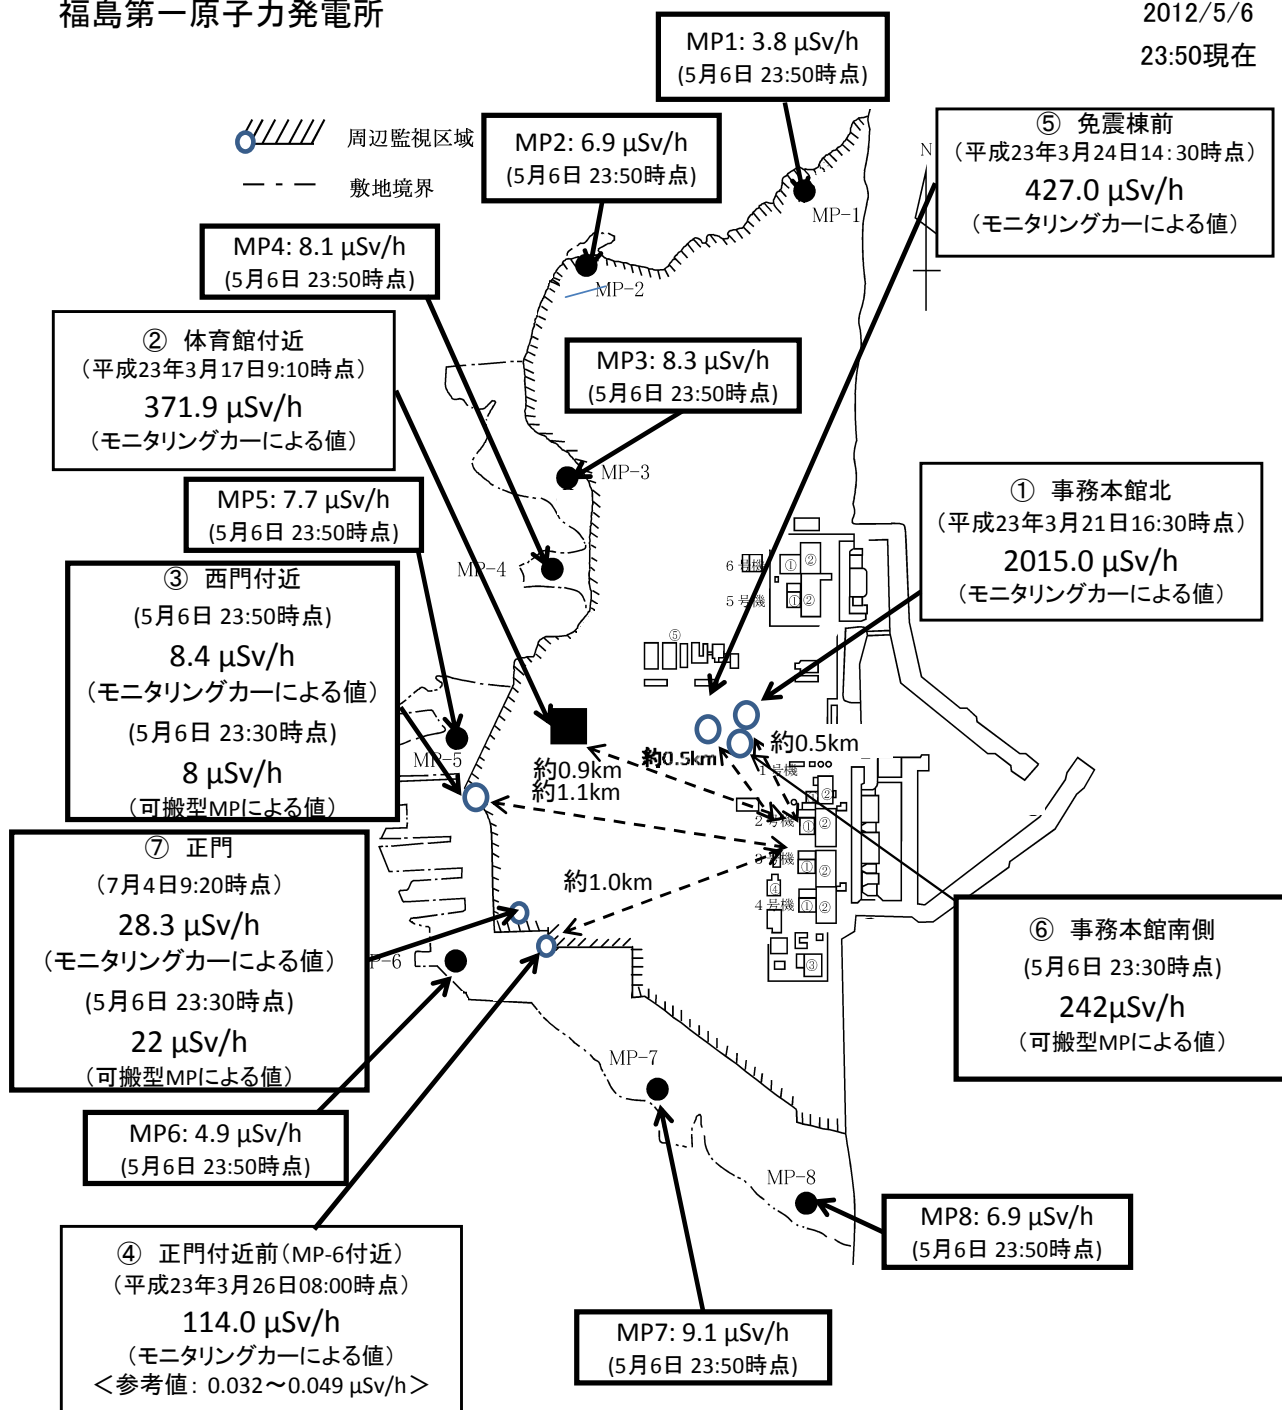 福島第一原子力発電所
2012/5/6
23:50現在
周辺監視区域
敷地境界
MP1: 3.8 μSv/h
(5月6日 23:50時点)
MP2: 6.9 μSv/h
(5月6日 23:50時点)
⑤ 免震棟前
（平成23年3月24日14:30時点）
427.0 μSv/h
（モニタリングカーによる値）
N
MP-1
MP4: 8.1 μSv/h
(5月6日 23:50時点)
MP-2
② 体育館付近
（平成23年3月17日9:10時点）
371.9 μSv/h
（モニタリングカーによる値）
MP3: 8.3 μSv/h
(5月6日 23:50時点)
MP-3
① 事務本館北
（平成23年3月21日16:30時点）
2015.0 μSv/h
（モニタリングカーによる値）
MP5: 7.7 μSv/h
(5月6日 23:50時点)
MP-4
6号機
① ②
5号機
① ②
③ 西門付近
(5月6日 23:50時点)
8.4 μSv/h
（モニタリングカーによる値）
(5月6日 23:30時点)
8 μSv/h
（可搬型MPによる値）
⑤
MP-5
約0.9km
約1.1km
約0.5km
約0.5km
1号機
②
2号機
① ②
3号機
① ②
④
4号機
① ②
③
約1.0km
⑦ 正門
(7月4日9:20時点)
28.3 μSv/h
（モニタリングカーによる値）
(5月6日 23:30時点)
22 μSv/h
（可搬型MPによる値）
P-6
⑥ 事務本館南側
(5月6日 23:30時点)
242μSv/h
（可搬型MPによる値）
MP-7
MP6: 4.9 μSv/h
(5月6日 23:50時点)
MP-8
MP8: 6.9 μSv/h
(5月6日 23:50時点)
④ 正門付近前（MP-6付近）
（平成23年3月26日08:00時点）
114.0 μSv/h
（モニタリングカーによる値）
＜参考値：0.032～0.049 μSv/h＞
MP7: 9.1 μSv/h
(5月6日 23:50時点)